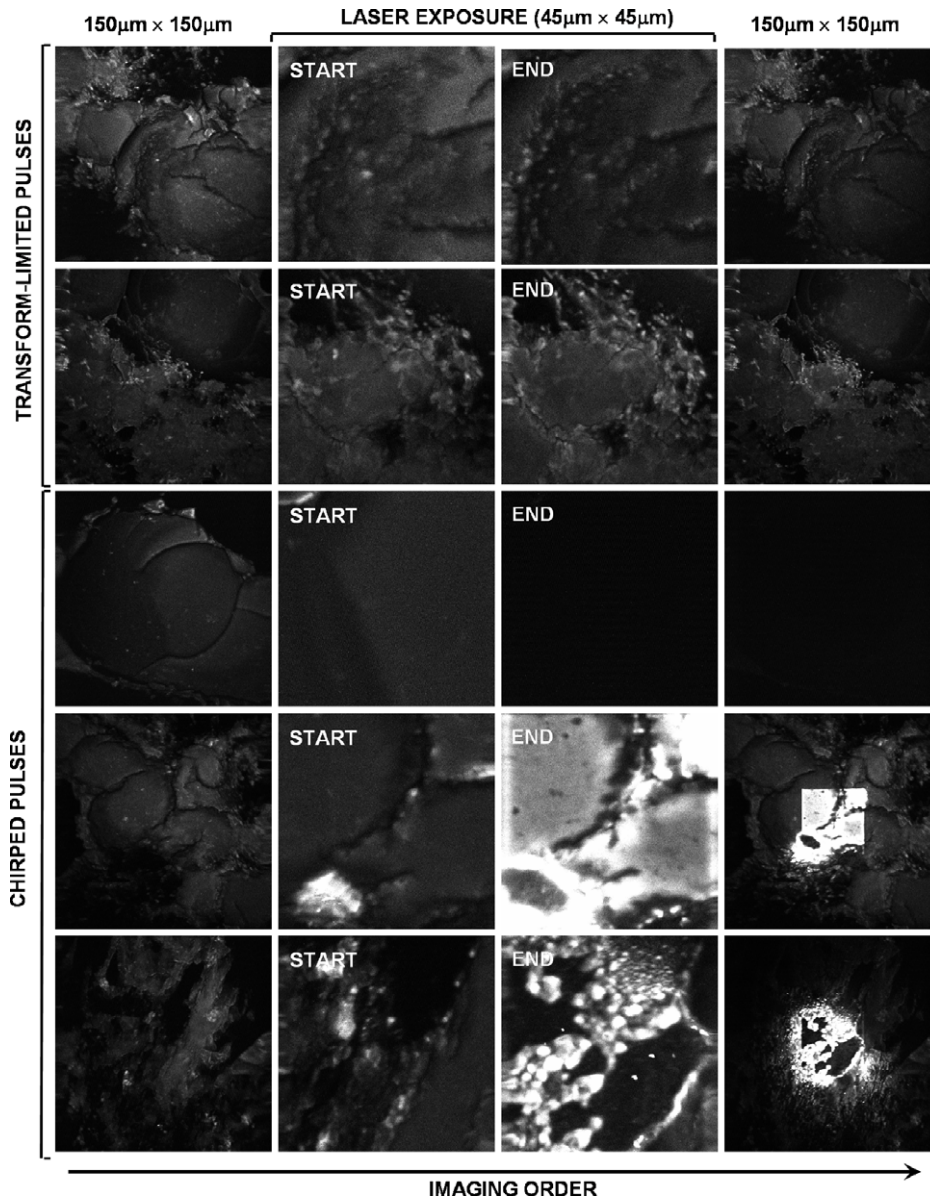 LASER EXPOSURE (45μm × 45μm)
150μm × 150μm
150μm × 150μm
TRANSFORM-LIMITED PULSES
START
END
START
END
CHIRPED PULSES
START
END
START
END
START
END
IMAGING ORDER